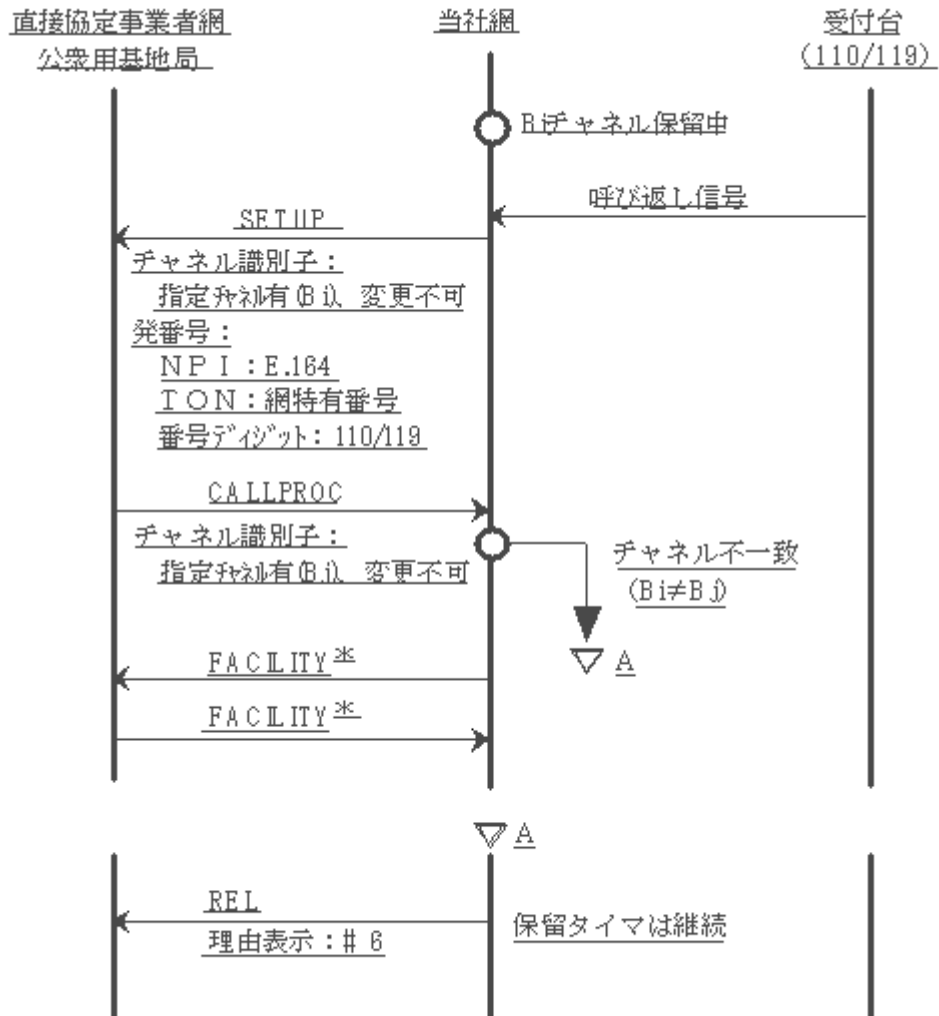 直接協定事業者網
公衆用基地局
当社網
受付台
(110/119)
Biチャネル保留中
呼び返し信号
SETUP
チャネル識別子：
指定チャネル有(Bi)、変更不可
発番号：
ＮＰＩ：E.164
ＴＯＮ：網特有番号
番号ディジット：110/119
CALLPROC
チャネル識別子：
指定チャネル有(Bj)、変更不可
チャネル不一致
(Bi≠Bj)
A
FACILITY＊
FACILITY＊
A
REL
理由表示：＃6
保留タイマは継続